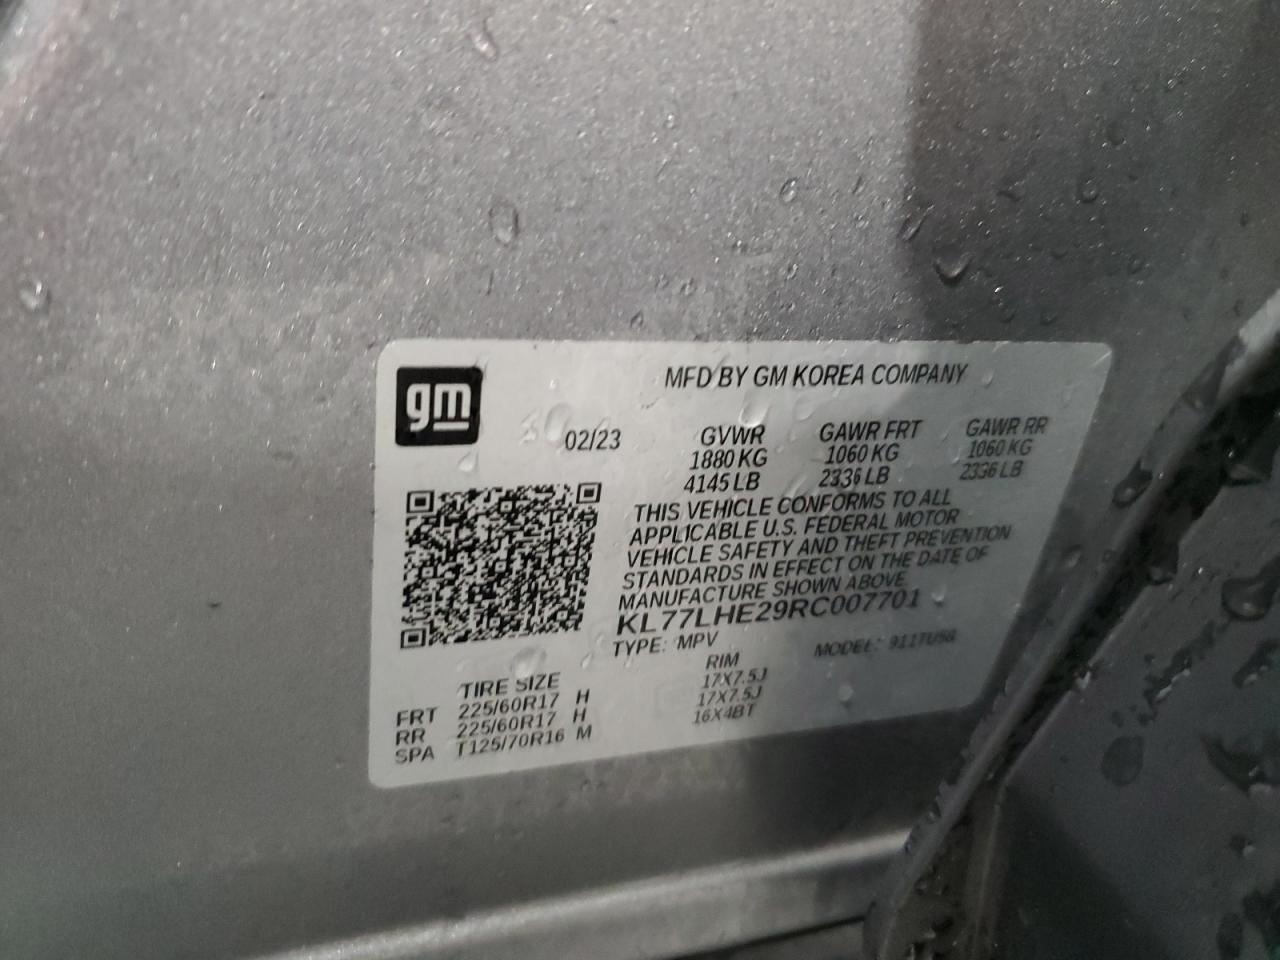 gm
MFD BY GM KOREA COMPANY
02/23 GVWR GAWR FRT GAWR RR
1880 KG 1060 KG 1060 KG
4145 LB 2336 LB 2336 LB
THIS VEHICLE CONFORMS TO ALL
APPLICABLE U.S. FEDERAL MOTOR
VEHICLE SAFETY AND THEFT PREVENTION
STANDARDS IN EFFECT ON THE DATE OF
MANUFACTURE SHOWN ABOVE.
KL77LHE29RC007701
TYPE: MPV MODEL:
TIRE SIZE RIM
FRT 225/60R17 H 17X7.5J
RR 225/60R17 H 17X7.5J
SPA T125/70R16 M 16X4BT